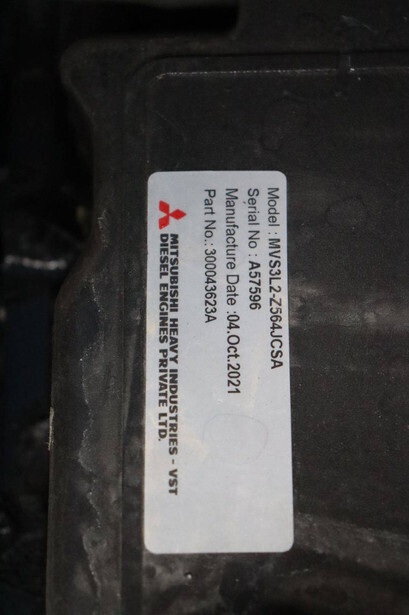 Model : MVS3L2-Z564JCSA
Serial No : A57596
Manufacture Date :04.Oct.2021
Part No.: 300043623A
MITSUBISHI HEAVY INDUSTRIES - VST
DIESEL ENGINES PRIVATE LTD.